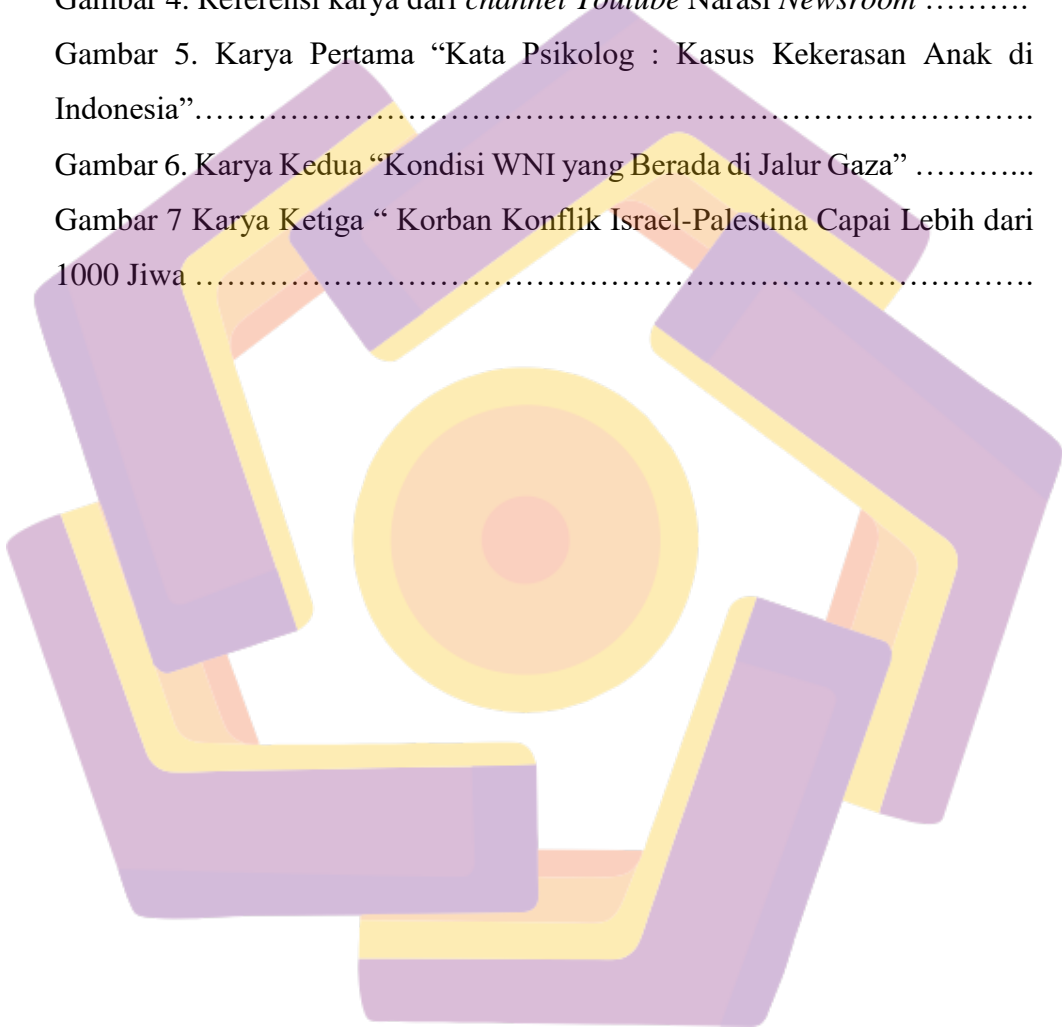 Gambar 4. Referensi karya dari channel Youtube Narasi Newsroom ……….
Gambar 5. Karya Pertama “Kata Psikolog : Kasus Kekerasan Anak di
Indonesia”…………………………………………………………………….
Gambar 6. Karya Kedua “Kondisi WNI yang Berada di Jalur Gaza” ………...
Gambar 7 Karya Ketiga “ Korban Konflik Israel-Palestina Capai Lebih dari
1000 Jiwa …………………………………………………………………….